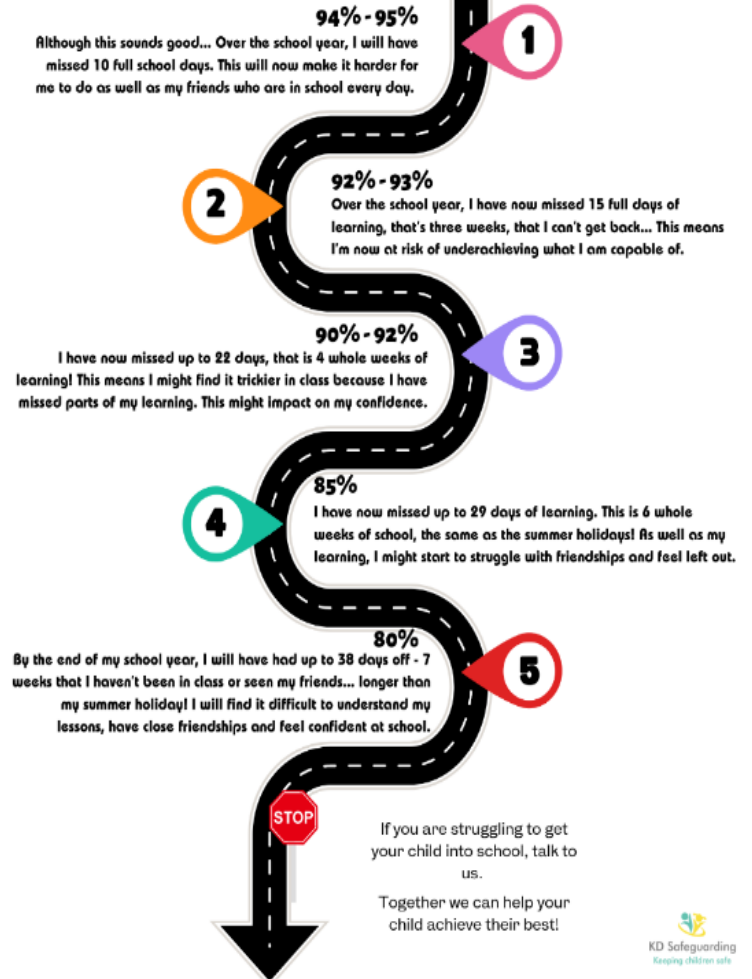 94%-95%
Although this sounds good... Over the school year, I will have
missed 10 full school days. This will now make it harder for
me to do as well as my friends who are in school every day.
1
2
92%-93%
Over the school year, I have now missed 15 full days of
learning, that's three weeks, that I can't get back... This means
I'm now at risk of underachieving what I am capable of.
90%-92%
I have now missed up to 22 days, that is 4 whole weeks of
learning! This means I might find it trickier in class because I have
missed parts of my learning. This might impact on my confidence.
3
4
85%
I have now missed up to 29 days of learning. This is 6 whole
weeks of school, the same as the summer holidays! As well as my
learning, I might start to struggle with friendships and feel left out.
80%
By the end of my school year, I will have had up to 38 days off - 7
weeks that I haven't been in class or seen my friends... longer than
my summer holiday! I will find it difficult to understand my
lessons, have close friendships and feel confident at school.
5
STOP
If you are struggling to get
your child into school, talk to
us.
Together we can help your
child achieve their best!
KD Safeguarding
Keeping children safe